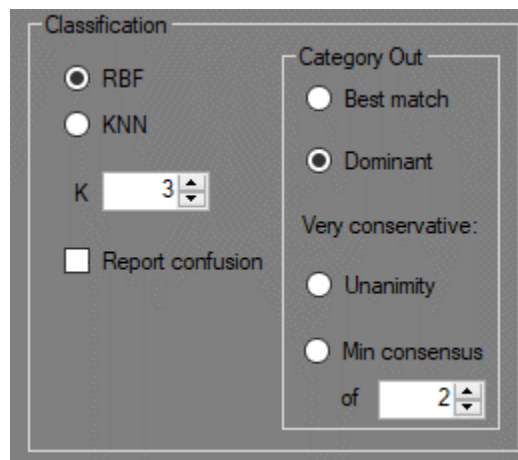 Classification
RBF
KNN
K 3
Report confusion
Category Out
Best match
Dominant
Very conservative:
Unanimity
Min consensus
of 2